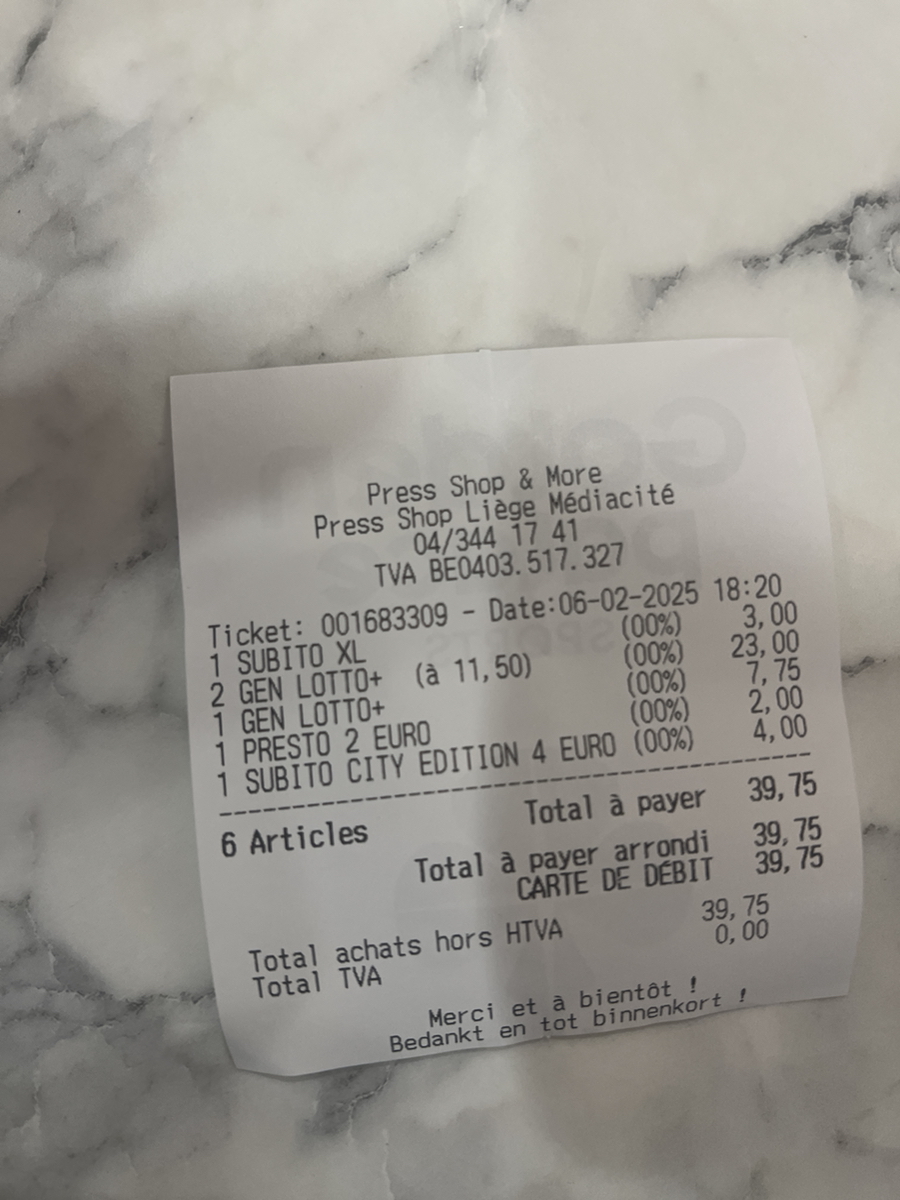 Press Shop & More
Press Shop Liège Médiacité
04/344 17 41
TVA BE0403.517.327
Ticket: 001683309 - Date:06-02-2025 18:20
1 SUBITO XL (00%) 3,00
2 GEN LOTTO+ (à 11,50) (00%) 23,00
1 GEN LOTTO+ (00%) 7,75
1 PRESTO 2 EURO (00%) 2,00
1 SUBITO CITY EDITION 4 EURO (00%) 4,00
6 Articles Total à payer 39,75
Total à payer arrondi 39,75
CARTE DE DÉBIT 39,75
Total achats hors HTVA 39,75
Total TVA 0,00
Merci et à bientôt !
Bedankt en tot binnenkort !